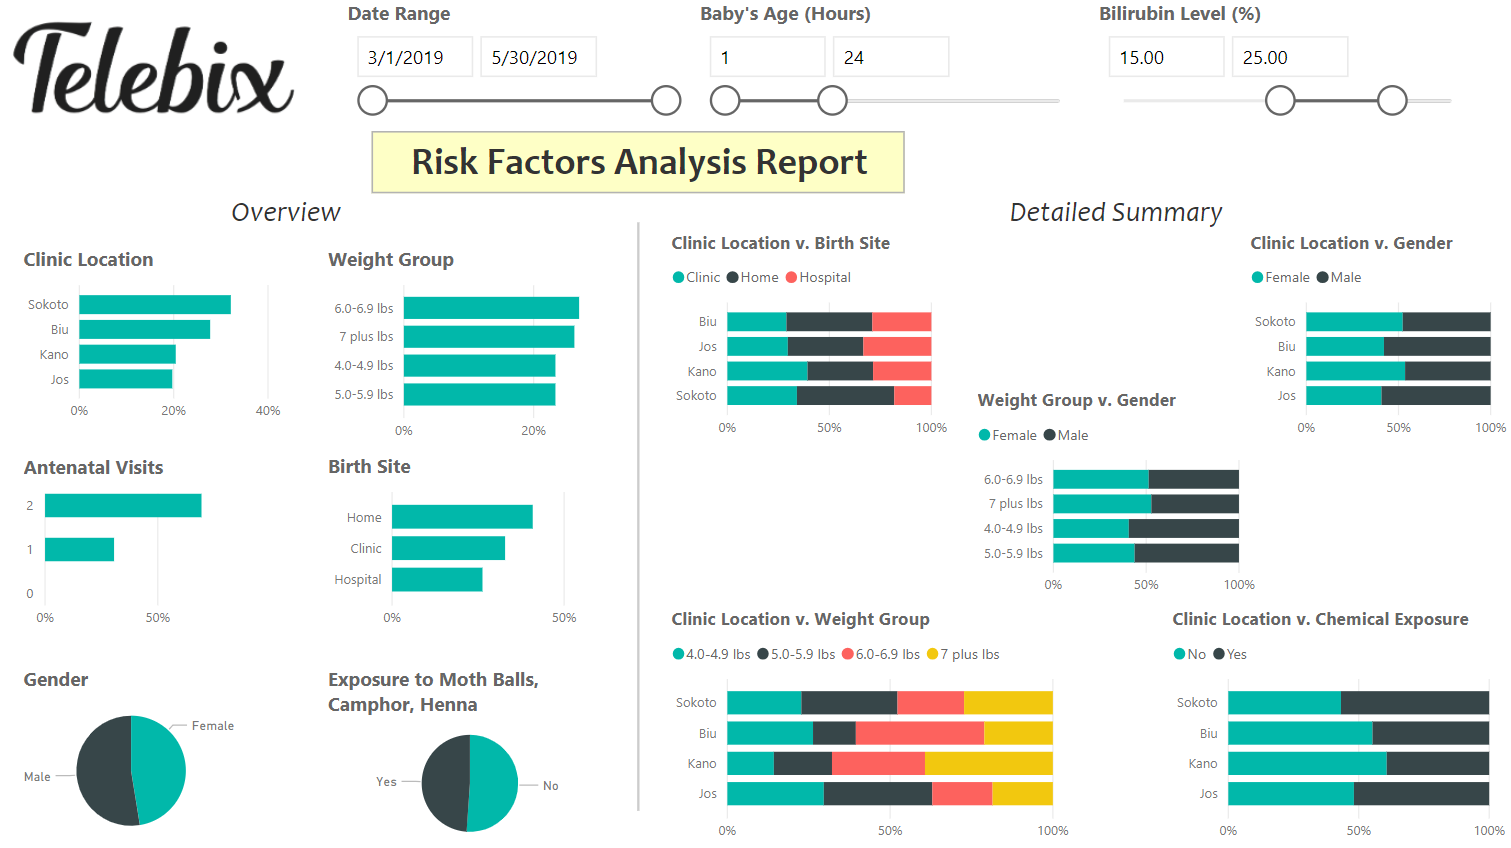 Telebix
Date Range
3/1/2019
5/30/2019
Baby's Age (Hours)
1
24
Bilirubin Level (%)
15.00
25.00
Risk Factors Analysis Report
Overview
Clinic Location
Sokoto
Biu
Kano
Jos
0% 20% 40%
Weight Group
6.0-6.9 lbs
7 plus lbs
4.0-4.9 lbs
5.0-5.9 lbs
0% 20%
Antenatal Visits
2
1
0
0% 50%
Birth Site
Home
Clinic
Hospital
0% 50%
Gender
Female
Male
Exposure to Moth Balls,
Camphor, Henna
Yes
No
Detailed Summary
Clinic Location v. Birth Site
Clinic Home Hospital
Biu
Jos
Kano
Sokoto
0% 50% 100%
Clinic Location v. Gender
Female Male
Sokoto
Biu
Kano
Jos
0% 50% 100%
Weight Group v. Gender
Female Male
6.0-6.9 lbs
7 plus lbs
4.0-4.9 lbs
5.0-5.9 lbs
0% 50% 100%
Clinic Location v. Weight Group
4.0-4.9 lbs 5.0-5.9 lbs 6.0-6.9 lbs 7 plus lbs
Sokoto
Biu
Kano
Jos
0% 50% 100%
Clinic Location v. Chemical Exposure
No Yes
Sokoto
Biu
Kano
Jos
0% 50% 100%